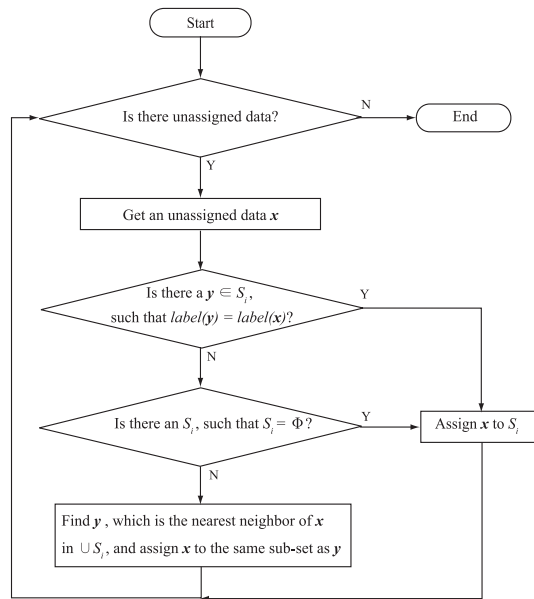 Start
Is there unassigned data?
N
End
Y
Get an unassigned data x
Is there a y ∈ Si,
such that label(y) = label(x)?
Y
N
Is there an Si, such that Si = Φ?
Y
Assign x to Si
N
Find y , which is the nearest neighbor of x
in ∪ Si, and assign x to the same sub-set as y